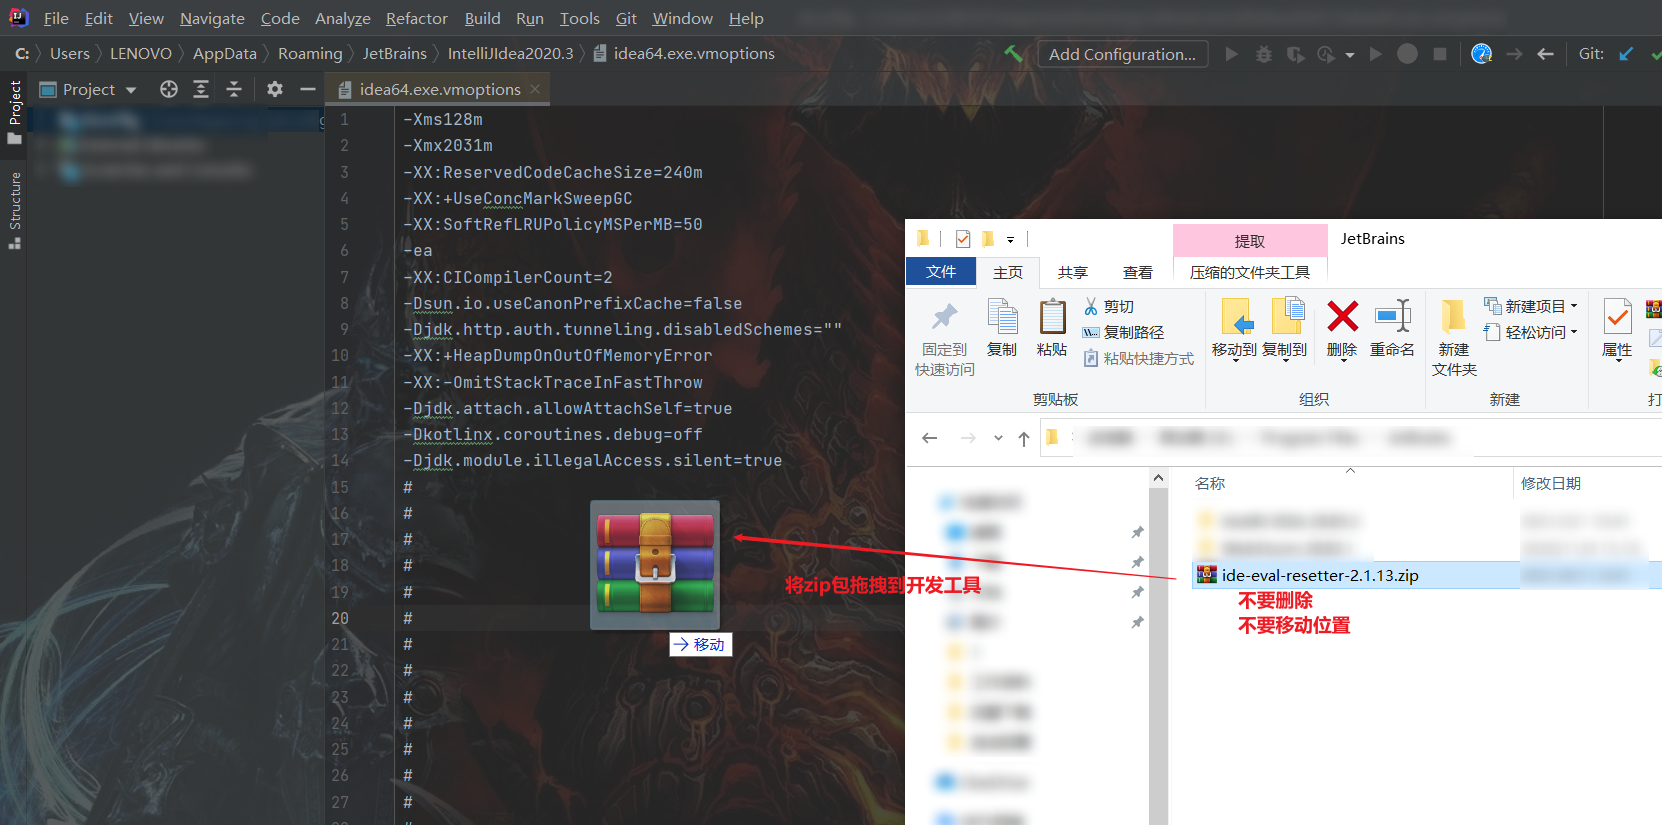 File Edit View Navigate Code Analyze Refactor Build Run Tools Git Window Help
C: Users LENOVO AppData Roaming JetBrains IntelliJIdea2020.3 idea64.exe.vmoptions
Add Configuration...
Git:
Project
idea64.exe.vmoptions
Project
Structure
1 -Xms128m
2 -Xmx2031m
3 -XX:ReservedCodeCacheSize=240m
4 -XX:+UseConcMarkSweepGC
5 -XX:SoftRefLRUPolicyMSPerMB=50
6 -ea
7 -XX:CICompilerCount=2
8 -Dsun.io.useCanonPrefixCache=false
9 -Djdk.http.auth.tunneling.disabledSchemes=""
10 -XX:+HeapDumpOnOutOfMemoryError
11 -XX:-OmitStackTraceInFastThrow
12 -Djdk.attach.allowAttachSelf=true
13 -Dkotlinx.coroutines.debug=off
14 -Djdk.module.illegalAccess.silent=true
15 #
16 #
17 #
18 #
19 #
20 #
21 #
22 #
23 #
24 #
25 #
26 #
27 #
移动
将zip包拖拽到开发工具
提取
JetBrains
文件 主页 共享 查看 压缩的文件夹工具
固定到
快速访问
复制
粘贴
剪切
复制路径
粘贴快捷方式
移动到 复制到 删除 重命名
新建
文件夹
新建项目
轻松访问
属性
剪贴板 组织 新建 打
名称 修改日期
ide-eval-resetter-2.1.13.zip
不要删除
不要移动位置